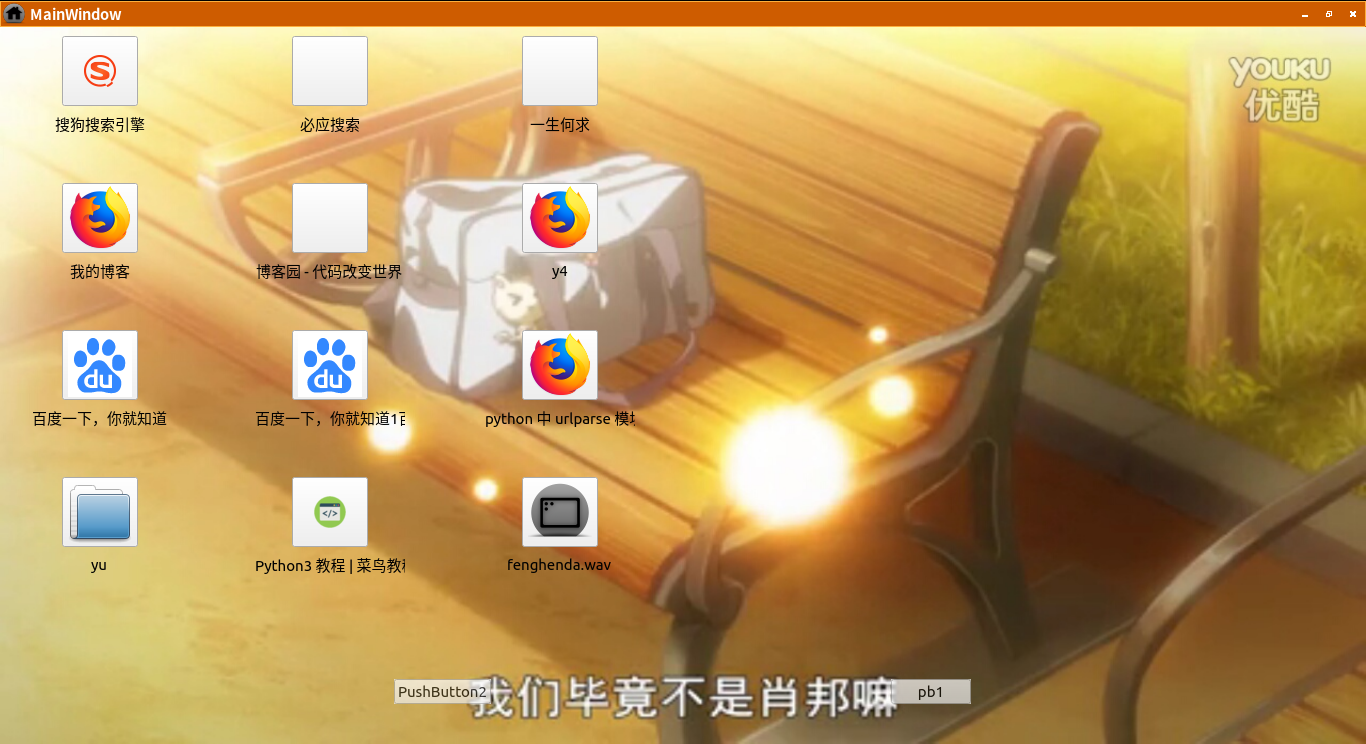 MainWindow
YOUKU
优酷
搜狗搜索引擎
必应搜索
一生何求
我的博客
博客园 - 代码改变世界
y4
du
du
百度一下，你就知道
百度一下，你就知道1
python 中 urlparse 模
</>
yu
Python3 教程 | 菜鸟教
fenghenda.wav
PushButton2
我们毕竟不是肖邦嘛
pb1